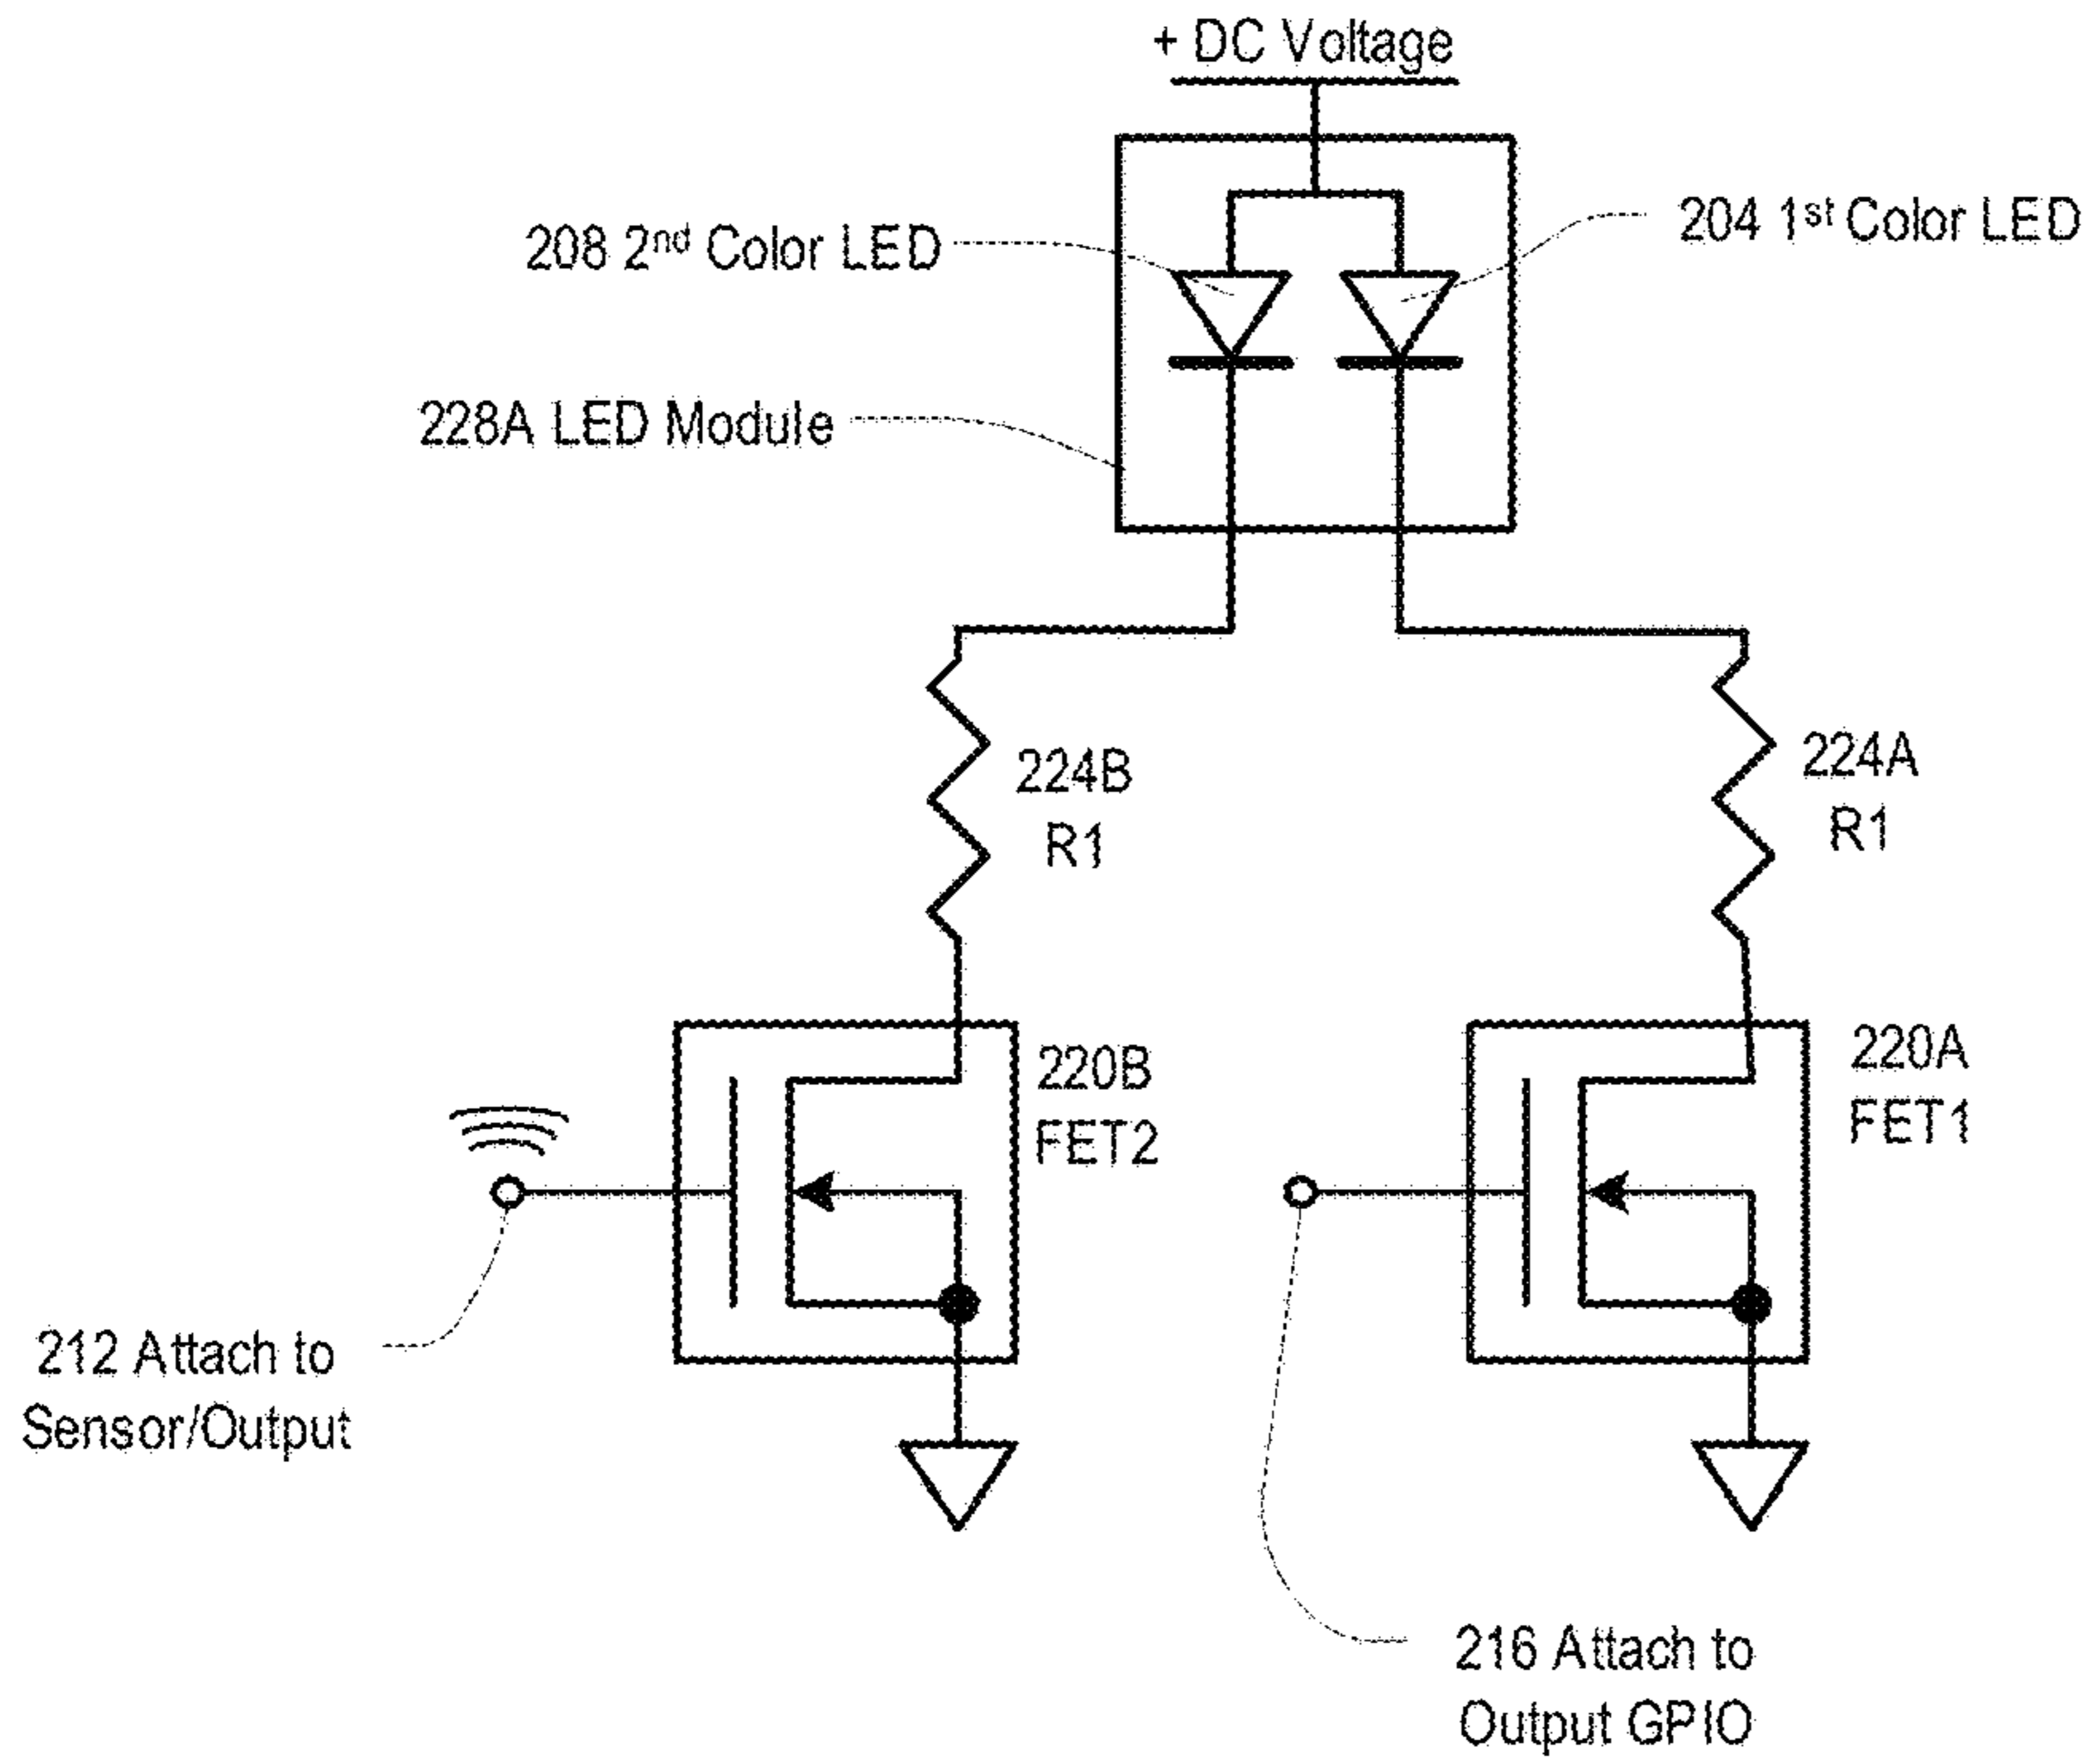 + DC Voltage
204 1st Color LED
208 2nd Color LED
228A LED Module
224B
R1
224A
R1
220B
FET2
220A
FET1
212 Attach to
Sensor/Output
216 Attach to
Output GPIO